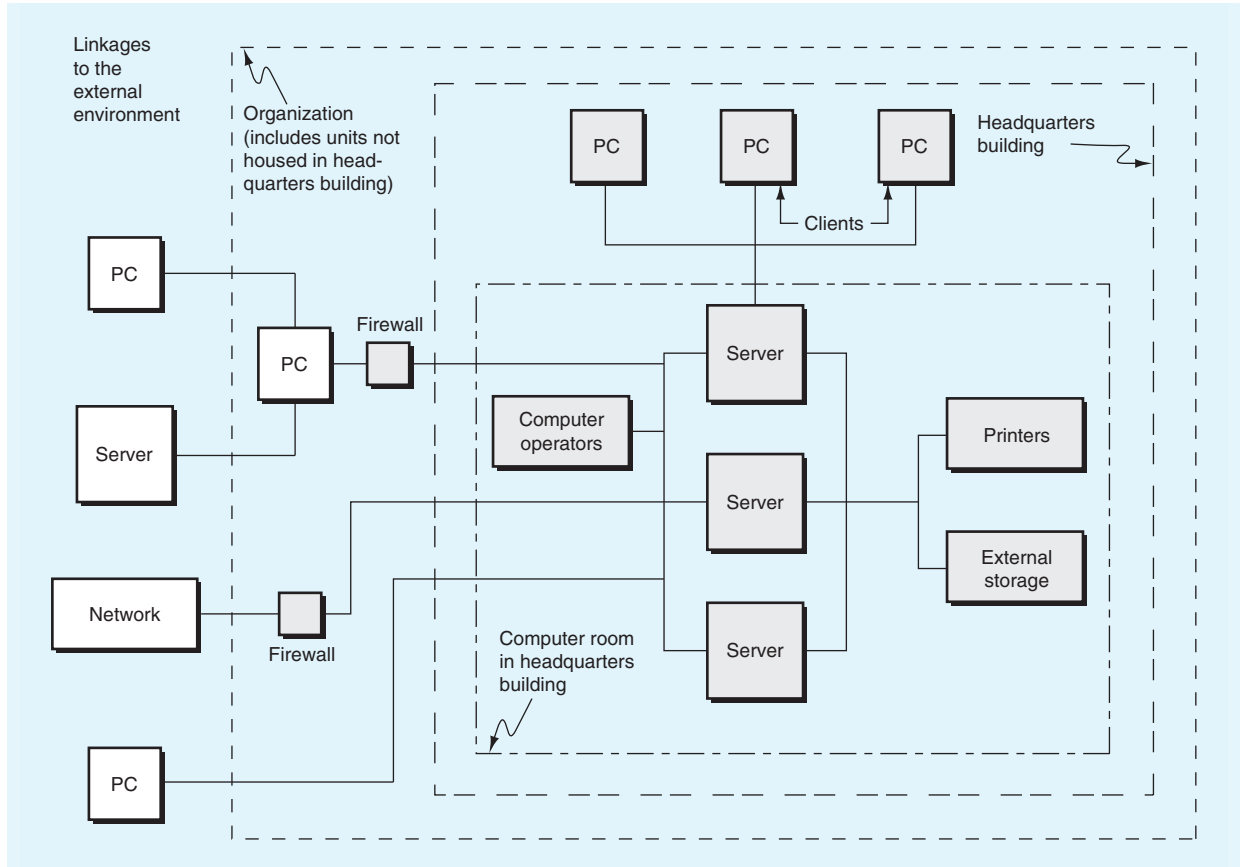 Linkages
to the
external
environment
Organization
(includes units not
housed in head-
quarters building)
Headquarters
building
PC
PC
PC
Clients
PC
PC
Firewall
Server
Server
Computer
operators
Printers
Server
External
storage
Network
Firewall
Server
Computer room
in headquarters
building
PC